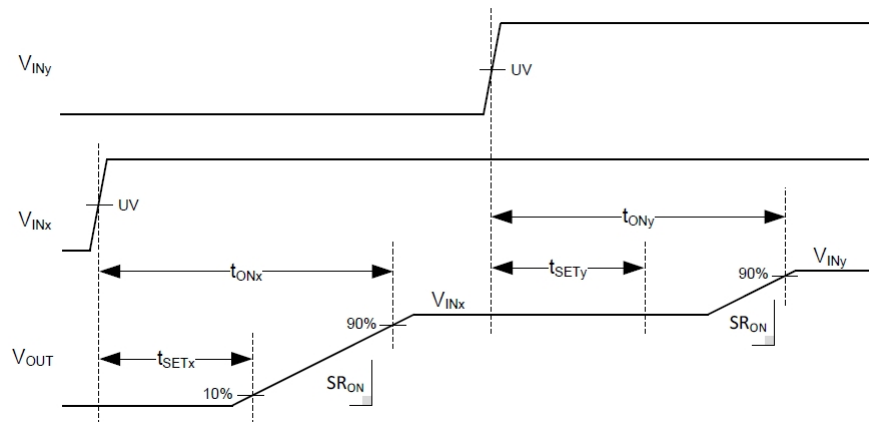 VINy
UV
VINx
UV
tONy
tONx
tSETy
90%
VINy
VINx
SRON
90%
VOUT
tSETx
10%
SRON